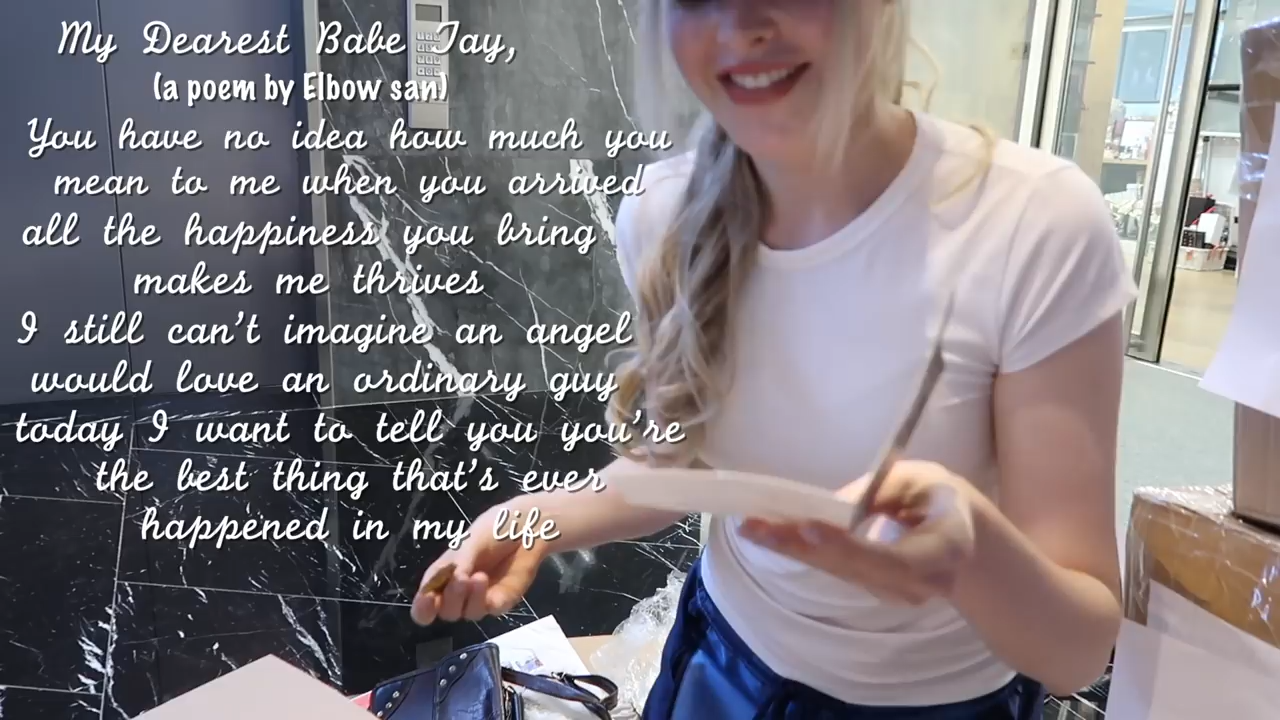 My Dearest Babe Tay,
(a poem by Elbow san)
You have no idea how much you
mean to me when you arrived
all the happiness you bring
makes me thrives
I still can't imagine an angel
would love an ordinary guy
today I want to tell you you're
the best thing that's ever
happened in my life